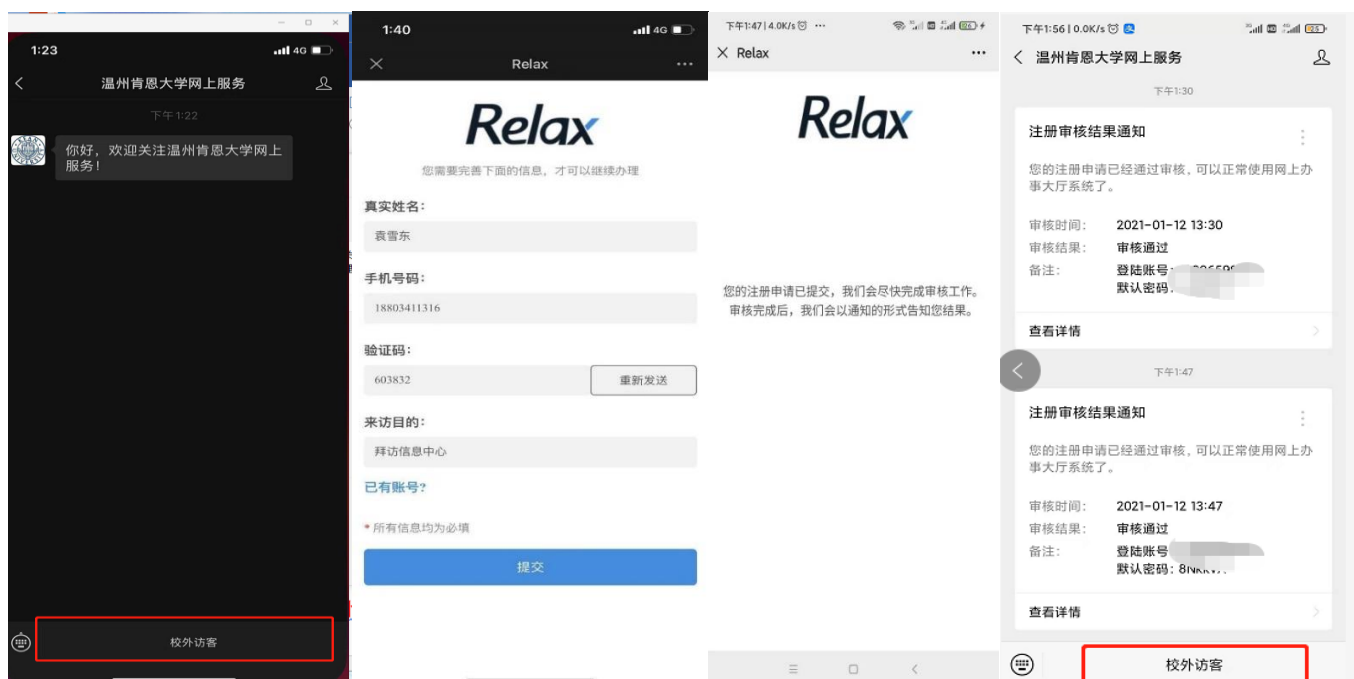 1:23
4G
温州肯恩大学网上服务
下午 1:22
你好，欢迎关注温州肯恩大学网上
服务！
校外访客
1:40
4G
Relax
Relax
您需要完善下面的信息，才可以继续办理
真实姓名：
袁雪东
手机号码：
18803411316
验证码：
603832
重新发送
来访目的：
拜访信息中心
已有账号?
* 所有信息均为必填
提交
下午1:47 | 4.0K/s
Relax
Relax
您的注册申请已提交，我们会尽快完成审核工作。
审核完成后，我们会以通知的形式告知您结果。
下午1:56 | 0.0K/s
温州肯恩大学网上服务
下午1:30
注册审核结果通知
您的注册申请已经通过审核，可以正常使用网上办
事大厅系统了。
审核时间： 2021-01-12 13:30
审核结果： 审核通过
备注： 登陆账号：
默认密码：
查看详情
下午1:47
注册审核结果通知
您的注册申请已经通过审核，可以正常使用网上办
事大厅系统了。
审核时间： 2021-01-12 13:47
审核结果： 审核通过
备注： 登陆账号
默认密码：
查看详情
校外访客